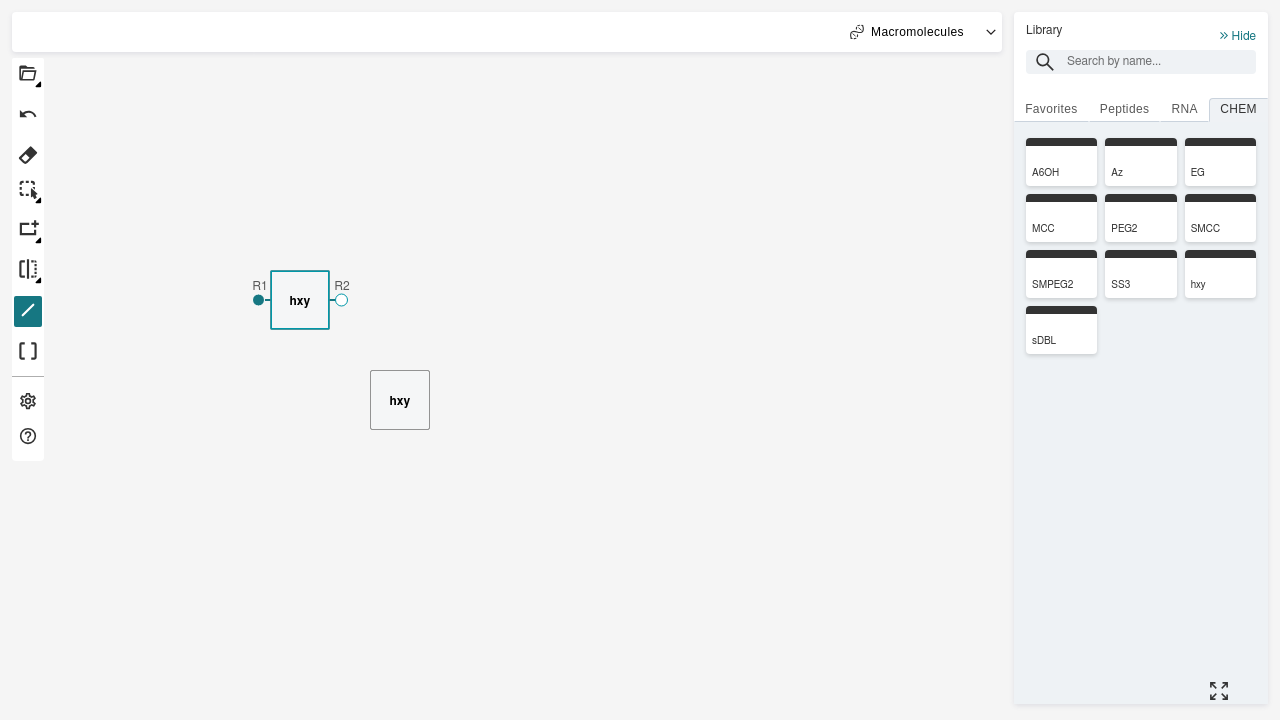 Macromolecules
Library
Hide
Search by name...
Favorites Peptides RNA CHEM
A6OH Az EG
MCC PEG2 SMCC
SMPEG2 SS3 hxy
sDBL
R1 R2
hxy
hxy